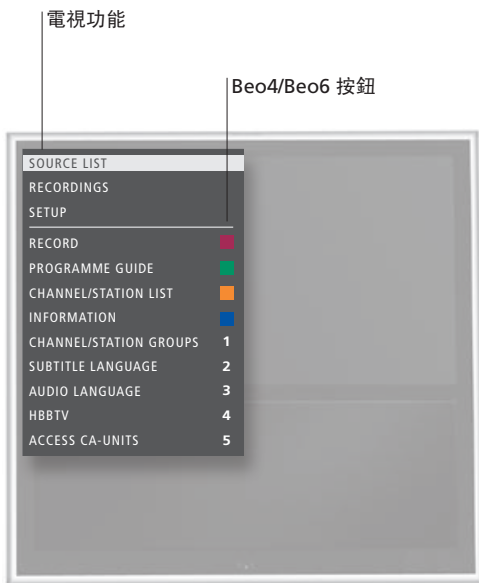 電視功能
Beo4/Beo6 按鈕
SOURCE LIST
RECORDINGS
SETUP
RECORD
PROGRAMME GUIDE
CHANNEL/STATION LIST
INFORMATION
CHANNEL/STATION GROUPS 1
SUBTITLE LANGUAGE 2
AUDIO LANGUAGE 3
HBBTV 4
ACCESS CA-UNITS 5